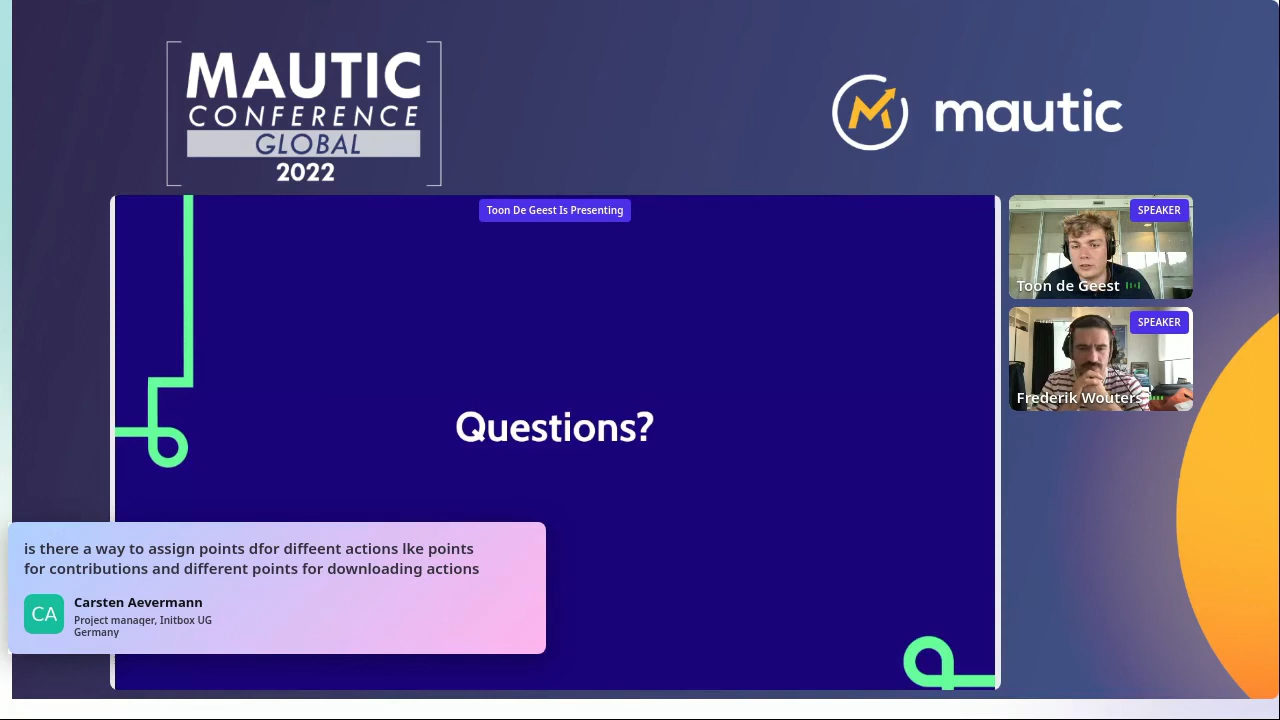 MAUTIC
CONFERENCE
GLOBAL
2022
mautic
Toon De Geest Is Presenting
SPEAKER
Toon de Geest
SPEAKER
Frederik Wouters
Questions?
is there a way to assign points dfor diffeent actions lke points
for contributions and different points for downloading actions
CA
Carsten Aevermann
Project manager, Initbox UG
Germany